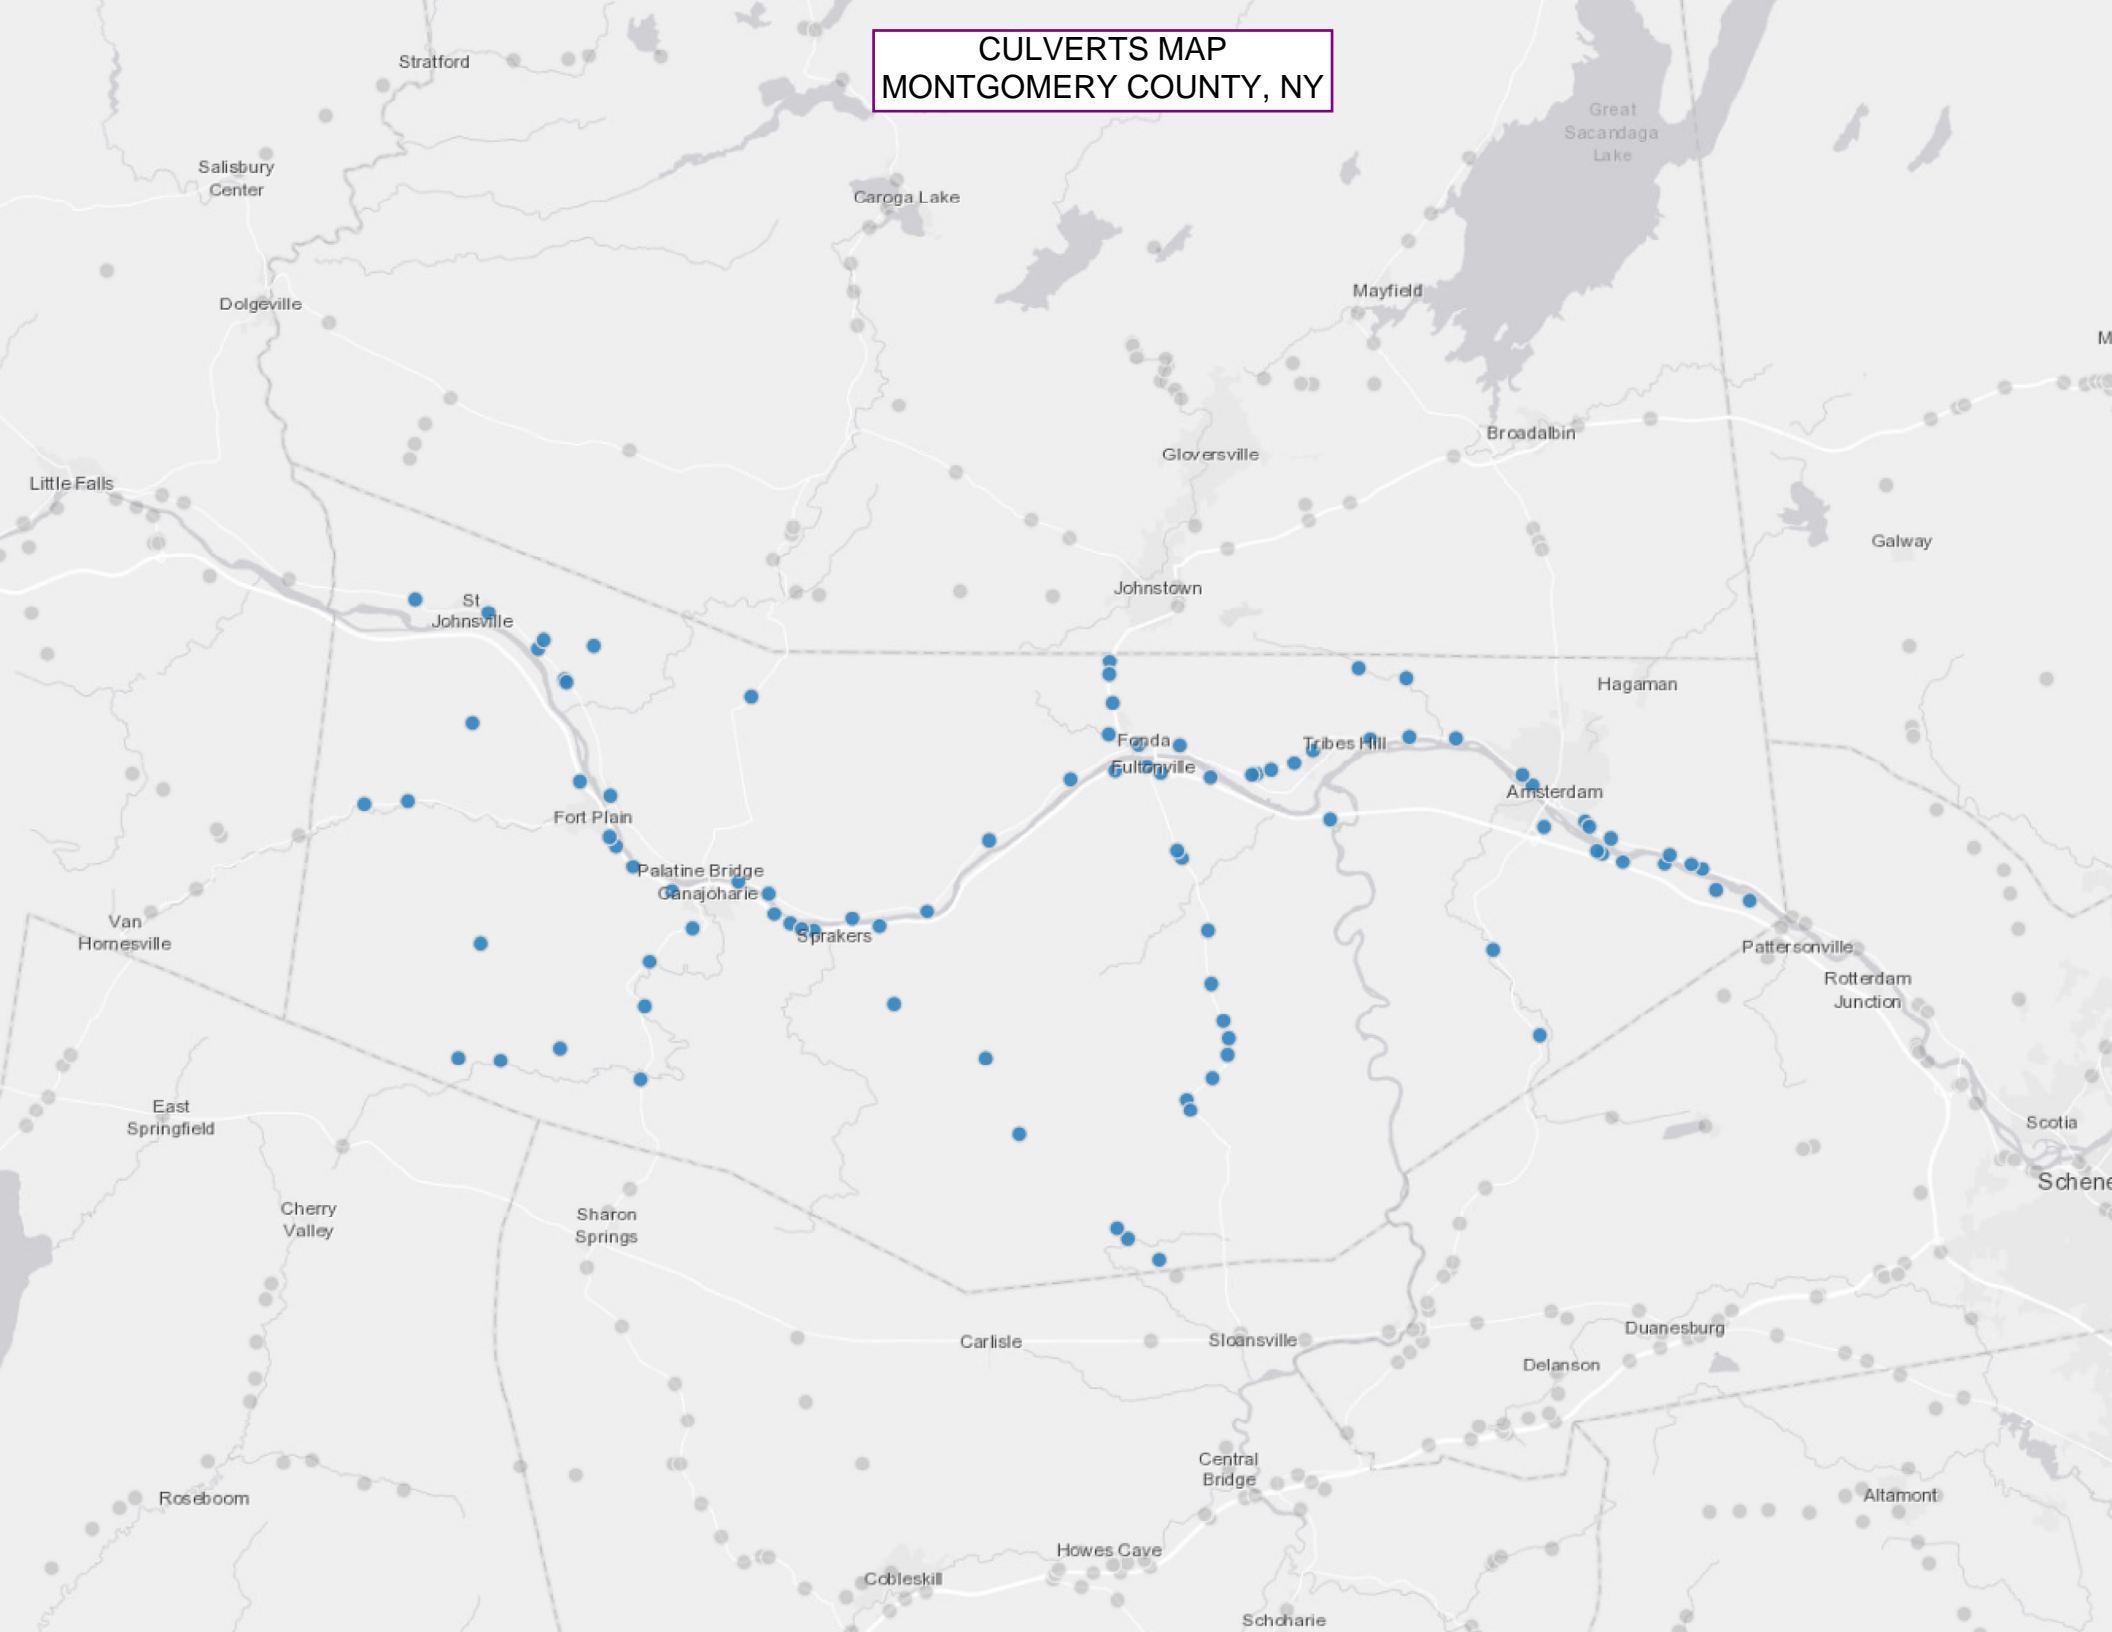 CULVERTS MAP
MONTGOMERY COUNTY, NY
Stratford
Great
Sacandaga
Lake
Salisbury
Center
Caroga Lake
Mayfield
Dolgeville
Broadalbin
Gloversville
Little Falls
Galway
Johnstown
St
Johnsville
Hagaman
Fonda
Tribes Hill
Fultonville
Amsterdam
Fort Plain
Palatine Bridge
Canajoharie
Van
Hornesville
Sprakers
Pattersonville
Rotterdam
Junction
East
Springfield
Scotia
Schene
Cherry
Valley
Sharon
Springs
Carlisle
Sloansville
Duanesburg
Delanson
Central
Bridge
Roseboom
Altamont
Howes Cave
Cobleskill
Schoharie
M